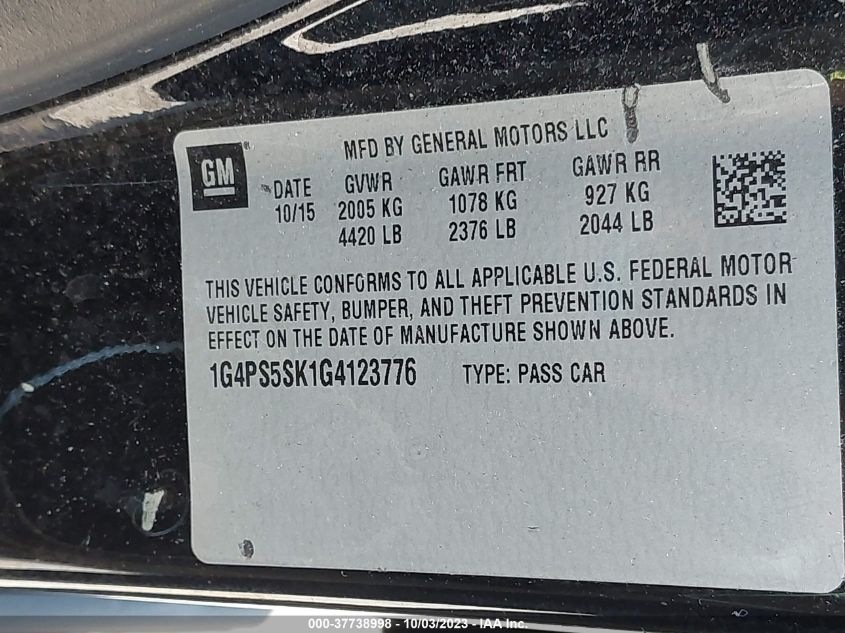 MFD BY GENERAL MOTORS LLC
GM
DATE GVWR GAWR FRT GAWR RR
10/15 2005 KG 1078 KG 927 KG
4420 LB 2376 LB 2044 LB
THIS VEHICLE CONFORMS TO ALL APPLICABLE U.S. FEDERAL MOTOR
VEHICLE SAFETY, BUMPER, AND THEFT PREVENTION STANDARDS IN
EFFECT ON THE DATE OF MANUFACTURE SHOWN ABOVE.
1G4PS5SK1G4123776 TYPE: PASS CAR
000-37738998 - 10/03/2023 - IAA Inc.